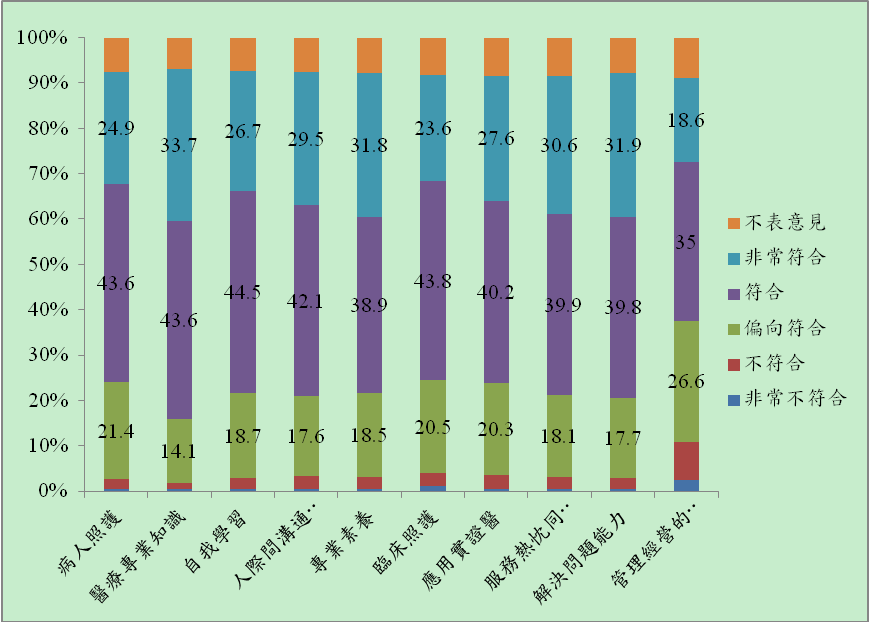 100%
90%
80%
70%
60%
50%
40%
30%
20%
10%
0%
24.9 33.7 26.7 29.5 31.8 23.6 27.6 30.6 31.9 18.6
43.6 43.6 44.5 42.1 38.9 43.8 40.2 39.9 39.8 35
21.4 14.1 18.7 17.6 18.5 20.5 20.3 18.1 17.7 26.6
病人照護
醫療專業知識
自我學習
人際間溝通..
專業素養
臨床照護
應用實證醫
服務熱忱同..
解決問題能力
管理經營的..
不表意見
非常符合
符合
偏向符合
不符合
非常不符合